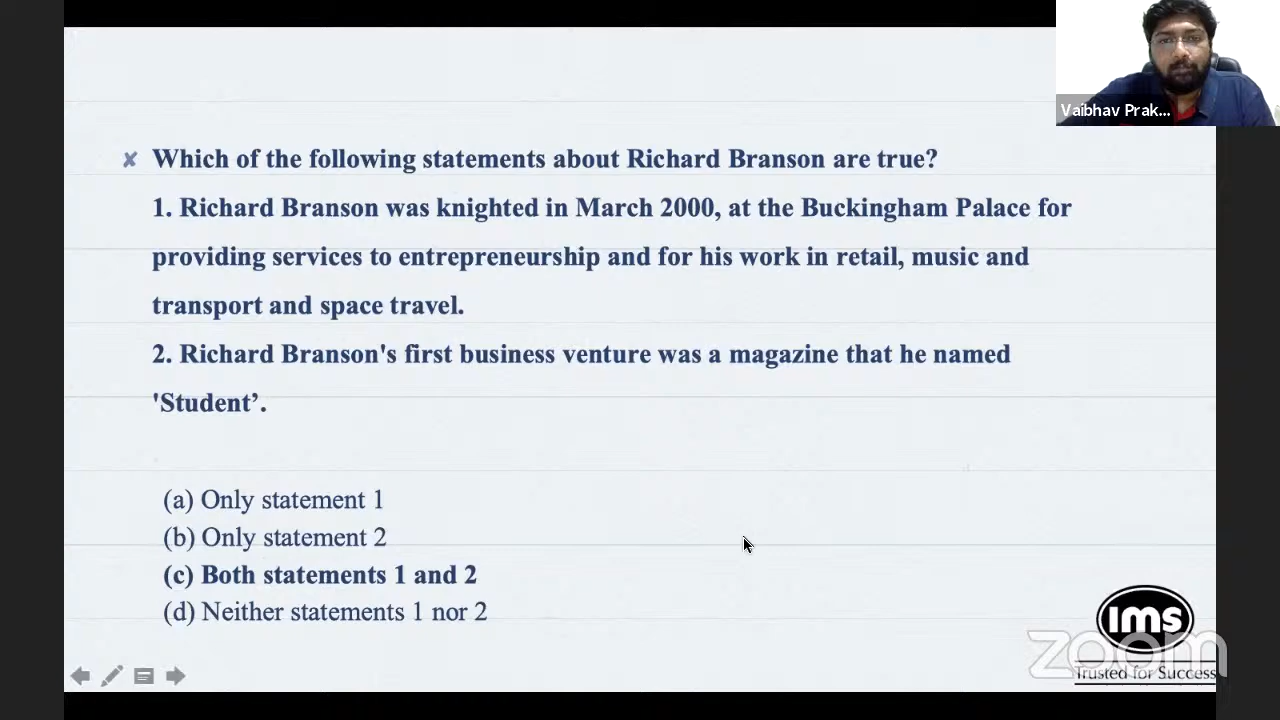 Vaibhav Prak...
✘ Which of the following statements about Richard Branson are true?
1. Richard Branson was knighted in March 2000, at the Buckingham Palace for
providing services to entrepreneurship and for his work in retail, music and
transport and space travel.
2. Richard Branson's first business venture was a magazine that he named
'Student’.
(a) Only statement 1
(b) Only statement 2
(c) Both statements 1 and 2
(d) Neither statements 1 nor 2
ims
zoom
Trusted for Success